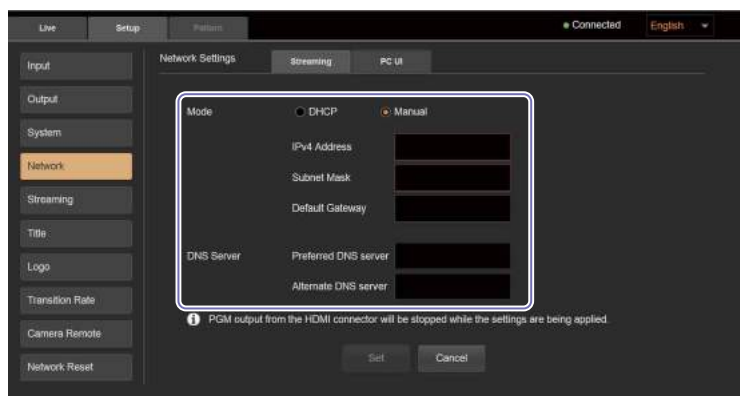 Live Setup Pattern Connected English
Input
Output
System
Network
Streaming
Title
Logo
Transition Rate
Camera Remote
Network Reset
Network Settings Streaming PC UI
Mode DHCP Manual
IPv4 Address
Subnet Mask
Default Gateway
DNS Server Preferred DNS server
Alternate DNS server
PGM output from the HDMI connector will be stopped while the settings are being applied.
Set Cancel